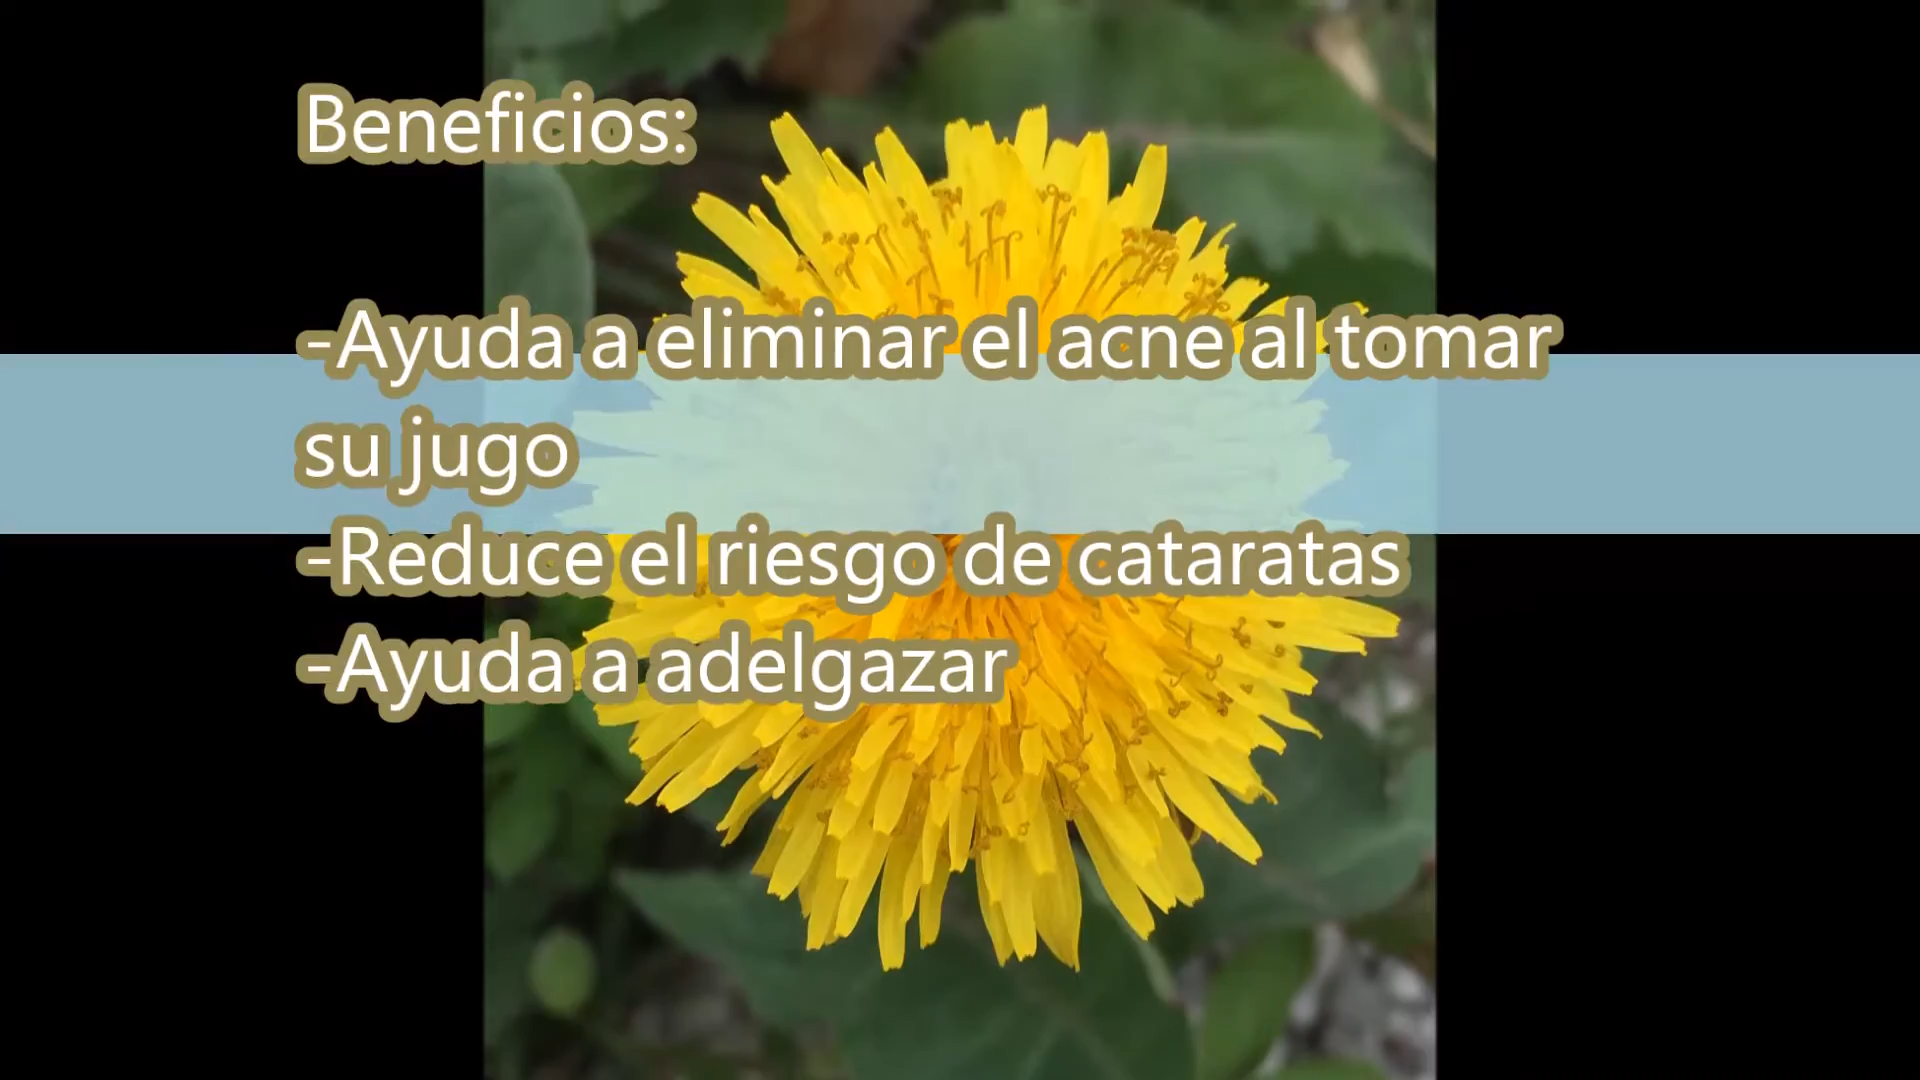 Beneficios:
-Ayuda a eliminar el acne al tomar
su jugo
-Reduce el riesgo de cataratas
-Ayuda a adelgazar